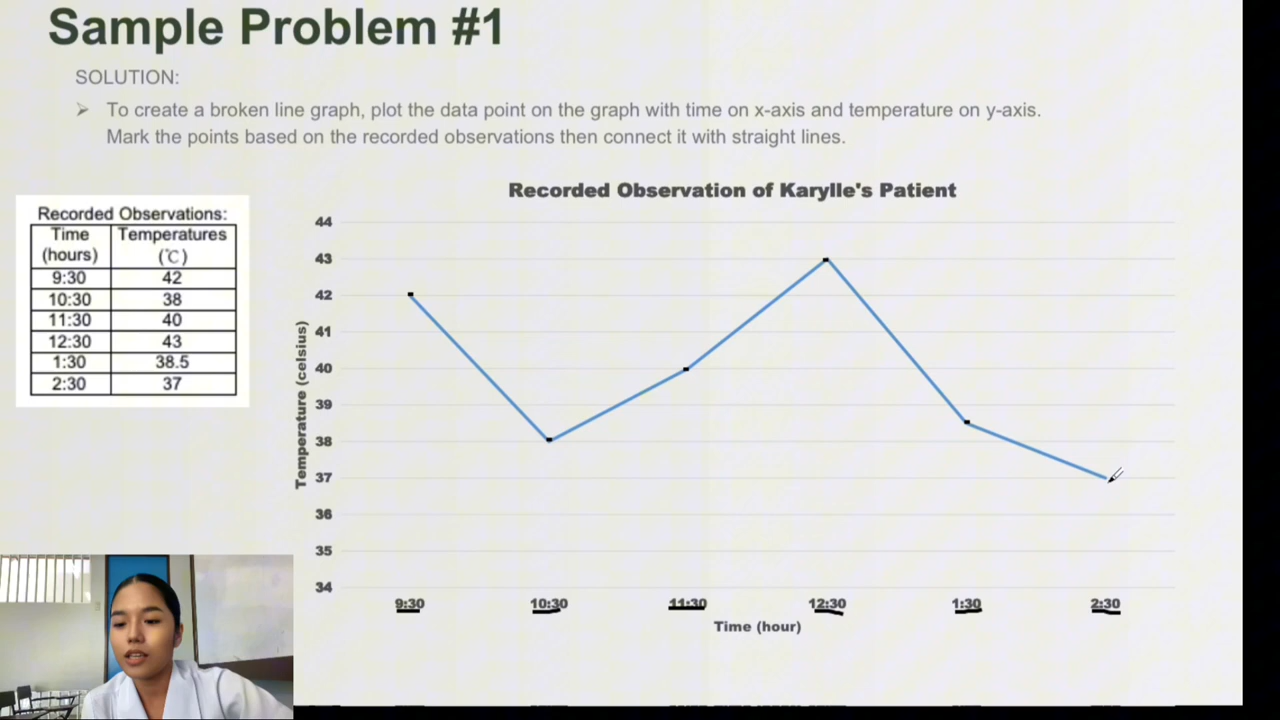 Sample Problem #1
SOLUTION:
➢ To create a broken line graph, plot the data point on the graph with time on x-axis and temperature on y-axis.
Mark the points based on the recorded observations then connect it with straight lines.
Recorded Observations:
Time (hours) Temperatures (℃)
9:30 42
10:30 38
11:30 40
12:30 43
1:30 38.5
2:30 37
Recorded Observation of Karylle's Patient
Temperature (celsius)
44
43
42
41
40
39
38
37
36
35
34
9:30 10:30 11:30 12:30 1:30 2:30
Time (hour)